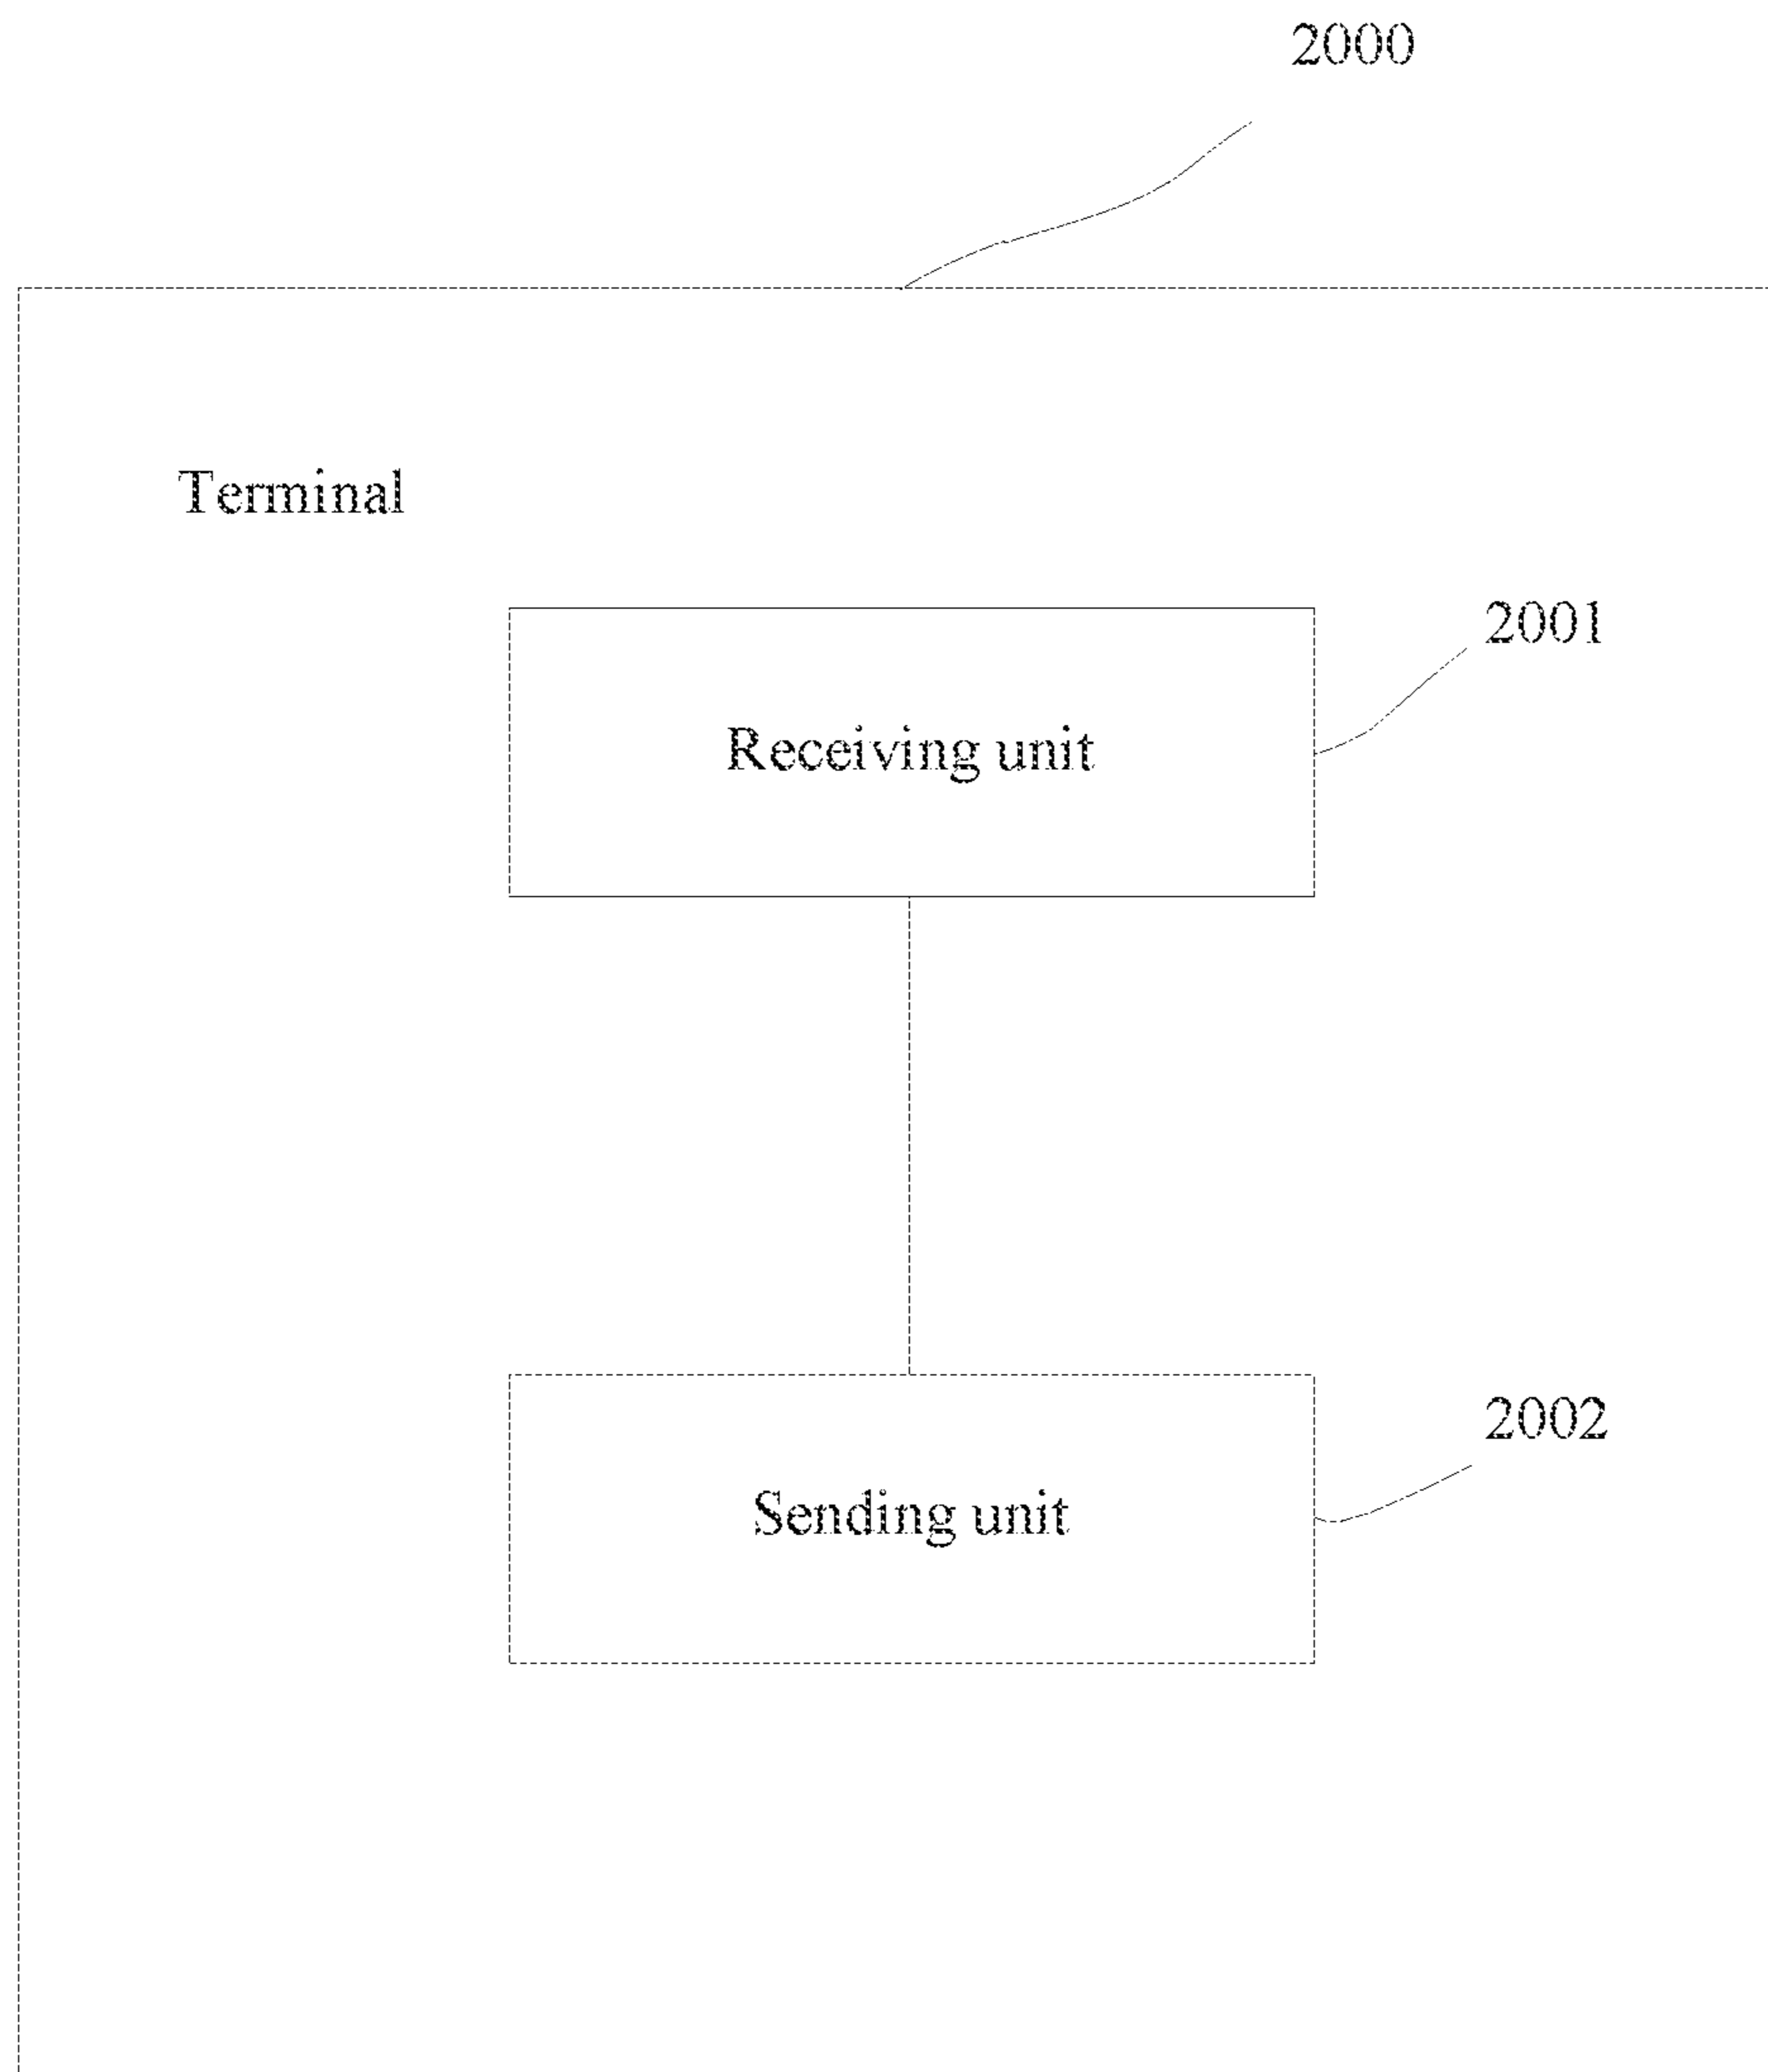 2000
Terminal
2001
Receiving unit
2002
Sending unit